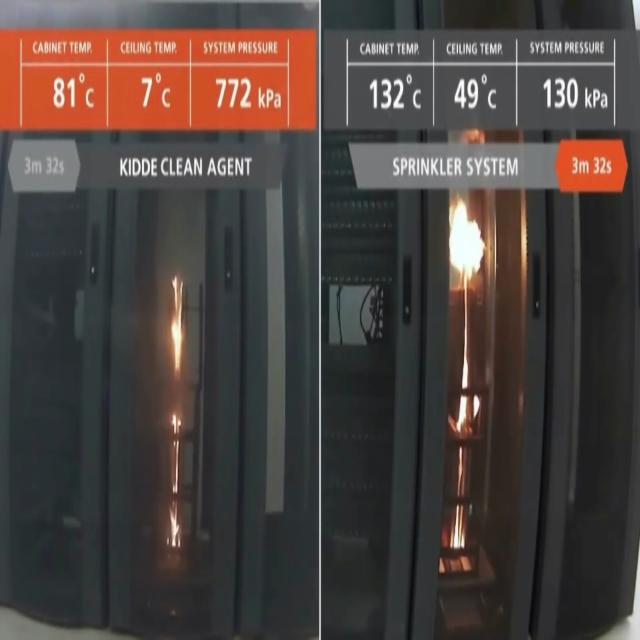 CABINET TEMP. CEILING TEMP. SYSTEM PRESSURE
81°C 7°C 772 kPa
3m 32s KIDDE CLEAN AGENT
CABINET TEMP. CEILING TEMP. SYSTEM PRESSURE
132°C 49°C 130 kPa
SPRINKLER SYSTEM 3m 32s